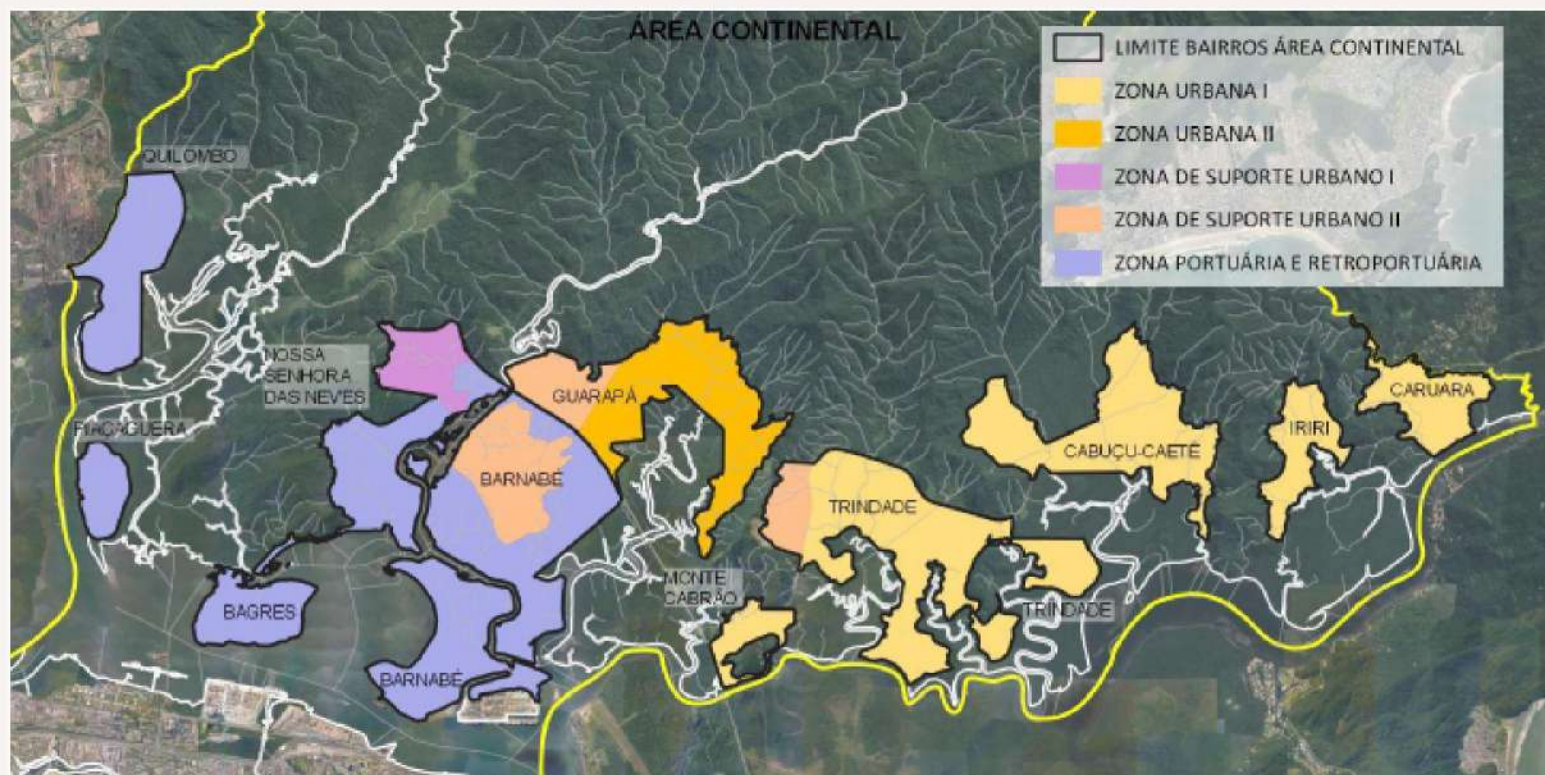 ÁREA CONTINENTAL
LIMITE BAIRROS ÁREA CONTINENTAL
ZONA URBANA I
ZONA URBANA II
ZONA DE SUPORTE URBANO I
ZONA DE SUPORTE URBANO II
ZONA PORTUÁRIA E RETROPORTUÁRIA
QUILOMBO
NOSSA
SENHORA
DAS NEVES
GUARAPÁ
CARUARA
PIAÇAGUERA
IRIRI
CABUÇU-CAETÉ
BARNABÉ
TRINDADE
MONTE
CABRÃO
BAGRES
TRINDADE
BARNABÉ